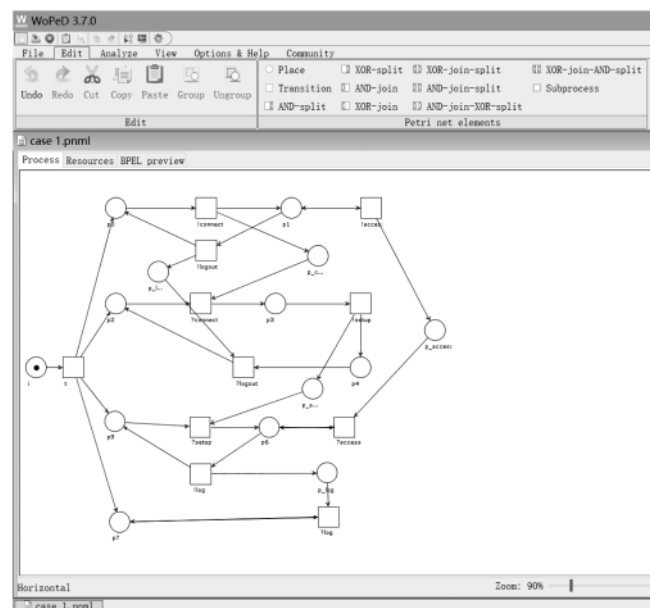 WoPeD 3.7.0
File Edit Analyze View Options & Help Community
Undo Redo Cut Copy Paste Group Ungroup
Edit
Place XOR-split XOR-join-split XOR-join-AND-split
Transition AND-join AND-join-split Subprocess
AND-split XOR-join AND-join-XOR-split
Petri net elements
case 1.pnml
Process Resources BPEL preview
!connect p1 !access
!logout p_c...
p_l...
p2 ?connect p3 !setup
p_access
i t ?logout p4
p_s...
?setup p6 ?access
!log p_log
p7 ?log
Horizontal Zoom: 90%
case 1.pnml